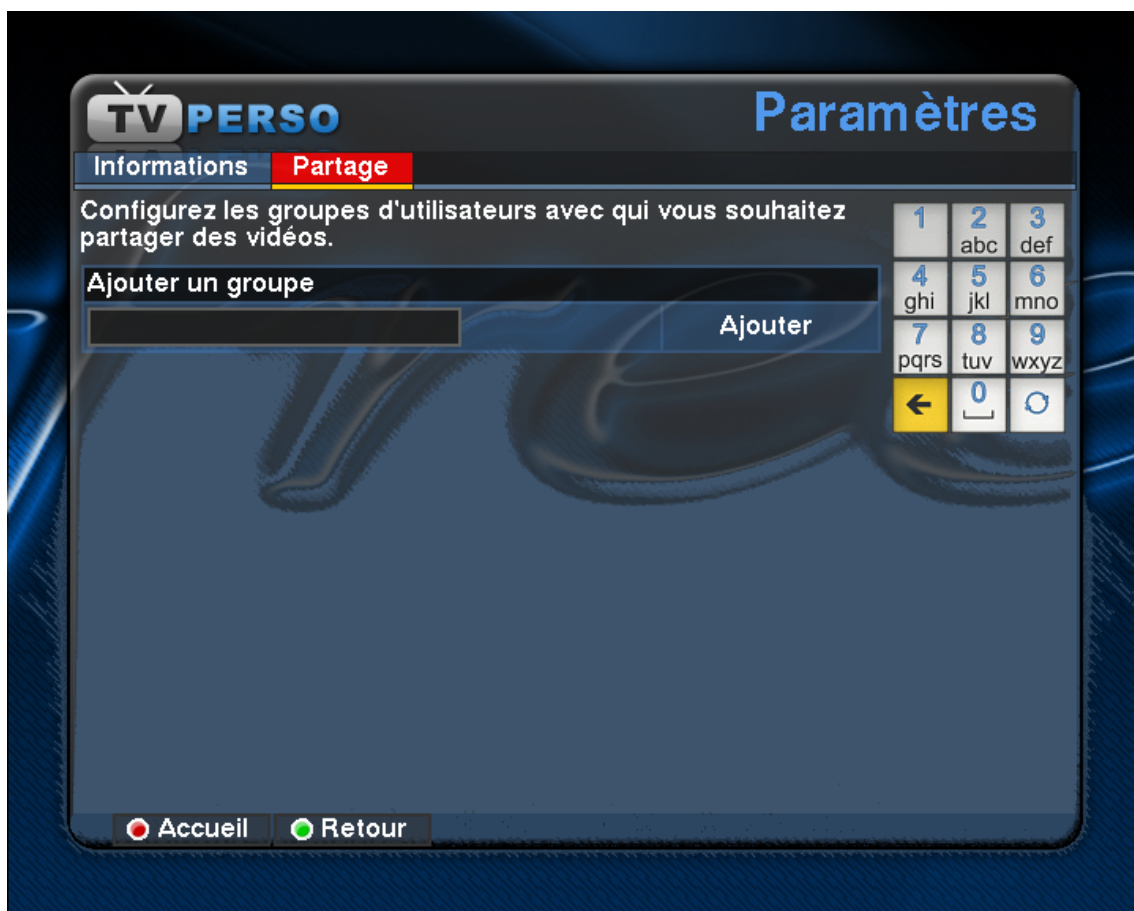 TV PERSO
Paramètres
Informations Partage
Configurez les groupes d'utilisateurs avec qui vous souhaitez
partager des vidéos.
Ajouter un groupe
Ajouter
1 2 3
abc def
4 5 6
ghi jkl mno
7 8 9
pqrs tuv wxyz
0
Accueil Retour